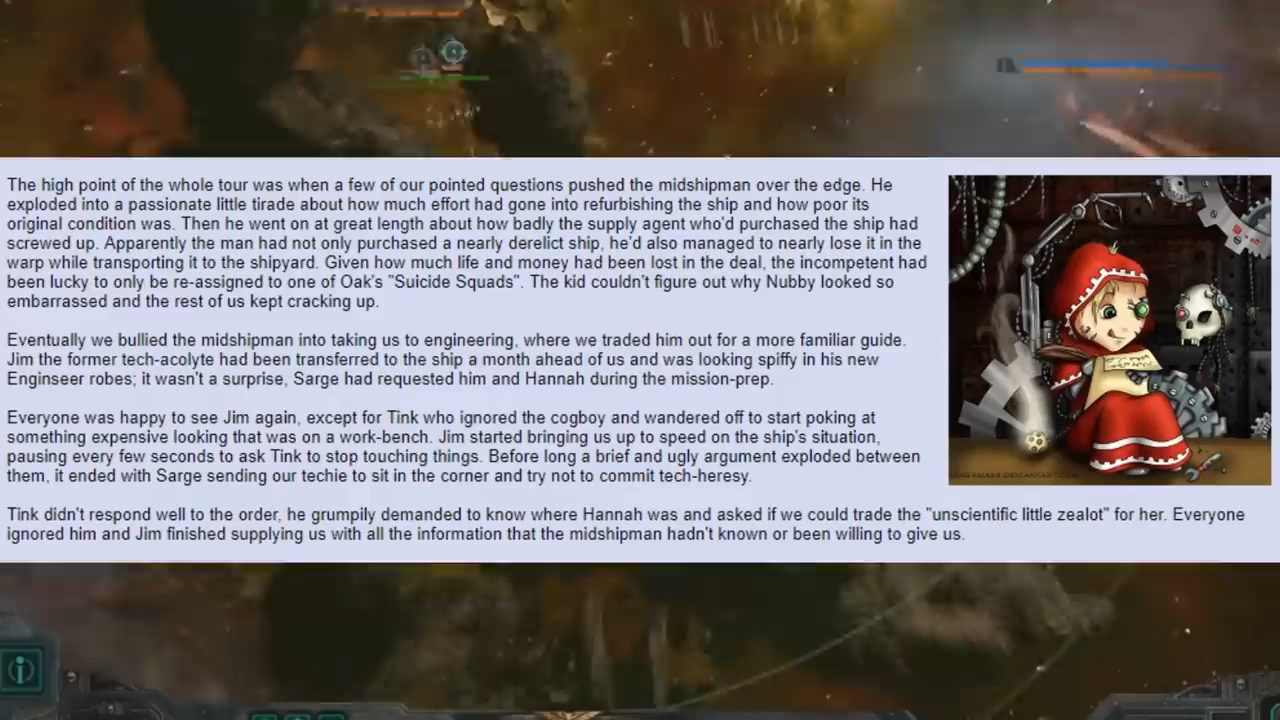 The high point of the whole tour was when a few of our pointed questions pushed the midshipman over the edge. He
exploded into a passionate little tirade about how much effort had gone into refurbishing the ship and how poor its
original condition was. Then he went on at great length about how badly the supply agent who'd purchased the ship had
screwed up. Apparently the man had not only purchased a nearly derelict ship, he'd also managed to nearly lose it in the
warp while transporting it to the shipyard. Given how much life and money had been lost in the deal, the incompetent had
been lucky to only be re-assigned to one of Oak's "Suicide Squads". The kid couldn't figure out why Nubby looked so
embarrassed and the rest of us kept cracking up.
Eventually we bullied the midshipman into taking us to engineering, where we traded him out for a more familiar guide.
Jim the former tech-acolyte had been transferred to the ship a month ahead of us and was looking spiffy in his new
Enginseer robes; it wasn't a surprise, Sarge had requested him and Hannah during the mission-prep.
Everyone was happy to see Jim again, except for Tink who ignored the cogboy and wandered off to start poking at
something expensive looking that was on a work-bench. Jim started bringing us up to speed on the ship's situation,
pausing every few seconds to ask Tink to stop touching things. Before long a brief and ugly argument exploded between
them, it ended with Sarge sending our techie to sit in the corner and try not to commit tech-heresy.
Tink didn't respond well to the order, he grumpily demanded to know where Hannah was and asked if we could trade the "unscientific little zealot" for her. Everyone
ignored him and Jim finished supplying us with all the information that the midshipman hadn't known or been willing to give us.